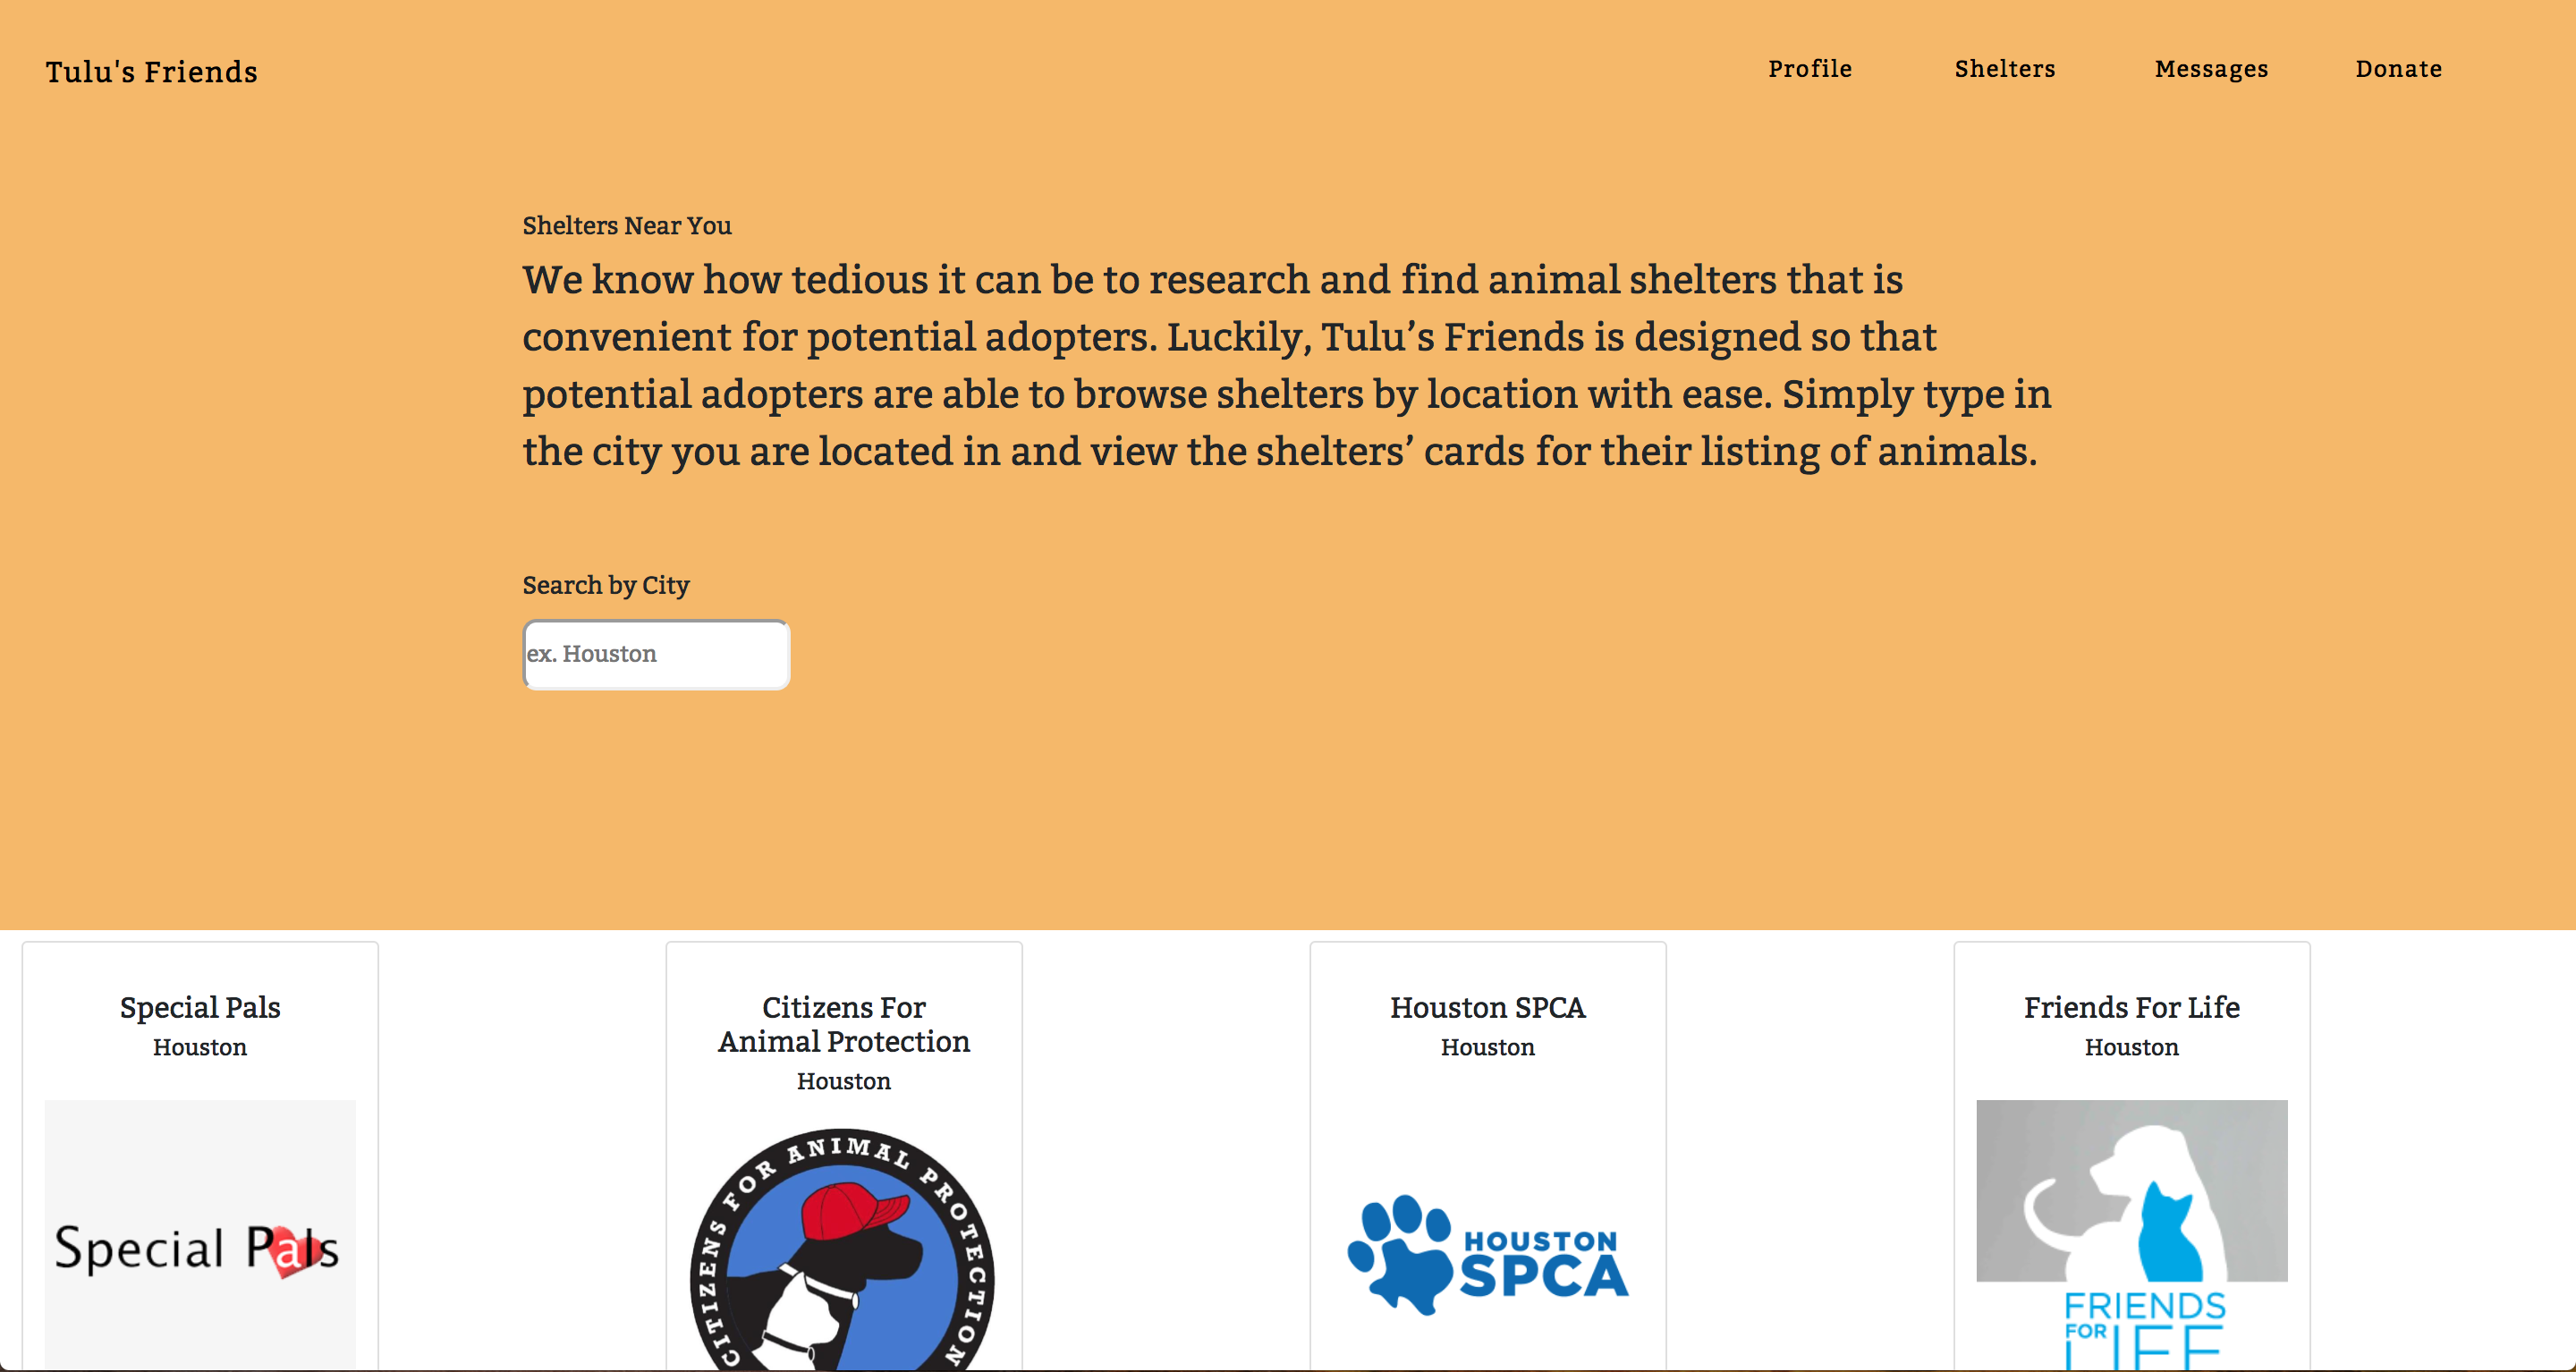 Tulu's Friends
Profile
Shelters
Messages
Donate
Shelters Near You
We know how tedious it can be to research and find animal shelters that is
convenient for potential adopters. Luckily, Tulu’s Friends is designed so that
potential adopters are able to browse shelters by location with ease. Simply type in
the city you are located in and view the shelters’ cards for their listing of animals.
Search by City
ex. Houston
Special Pals
Houston
Special Pals
Citizens For
Animal Protection
Houston
CITIZENS FOR ANIMAL PROTECTION
Houston SPCA
Houston
HOUSTON
SPCA
Friends For Life
Houston
FRIENDS
FOR LIFE